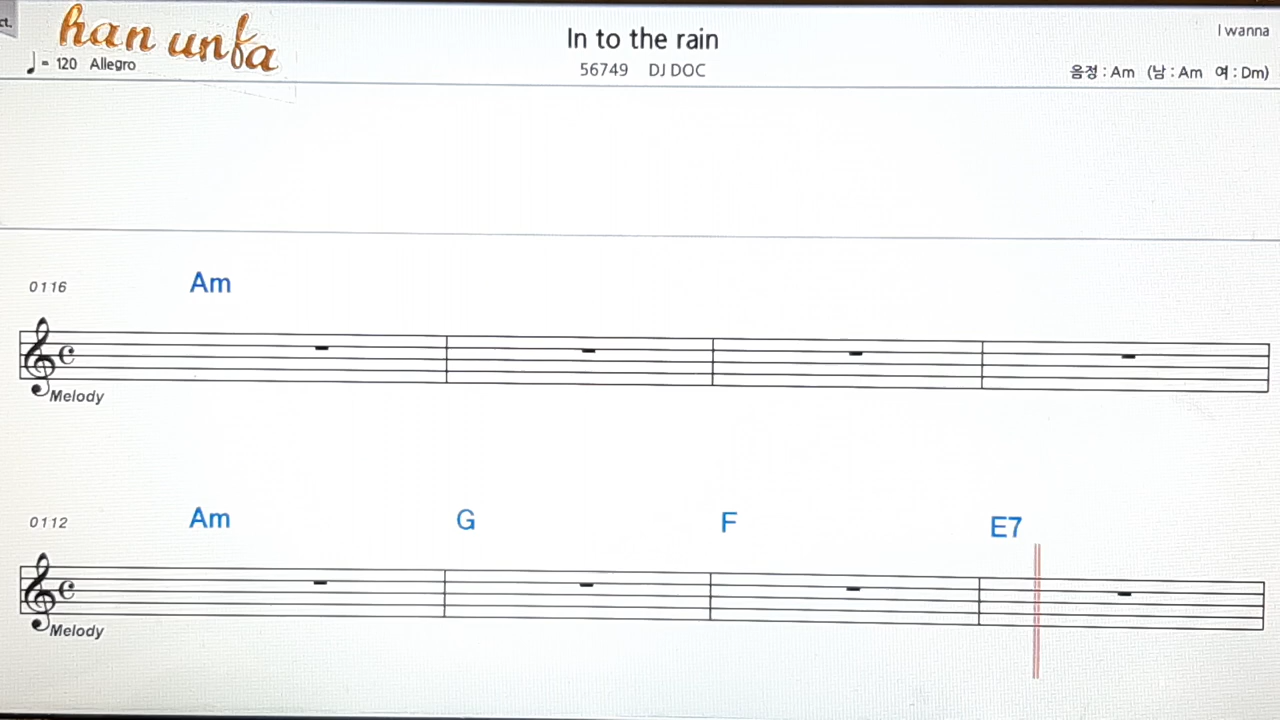 ct.
han unfa
♩ = 120 Allegro
In to the rain
56749 DJ DOC
I wanna
음정 : Am (남 : Am 여 : Dm)
0116
Am
Melody
0112
Am G F E7
Melody